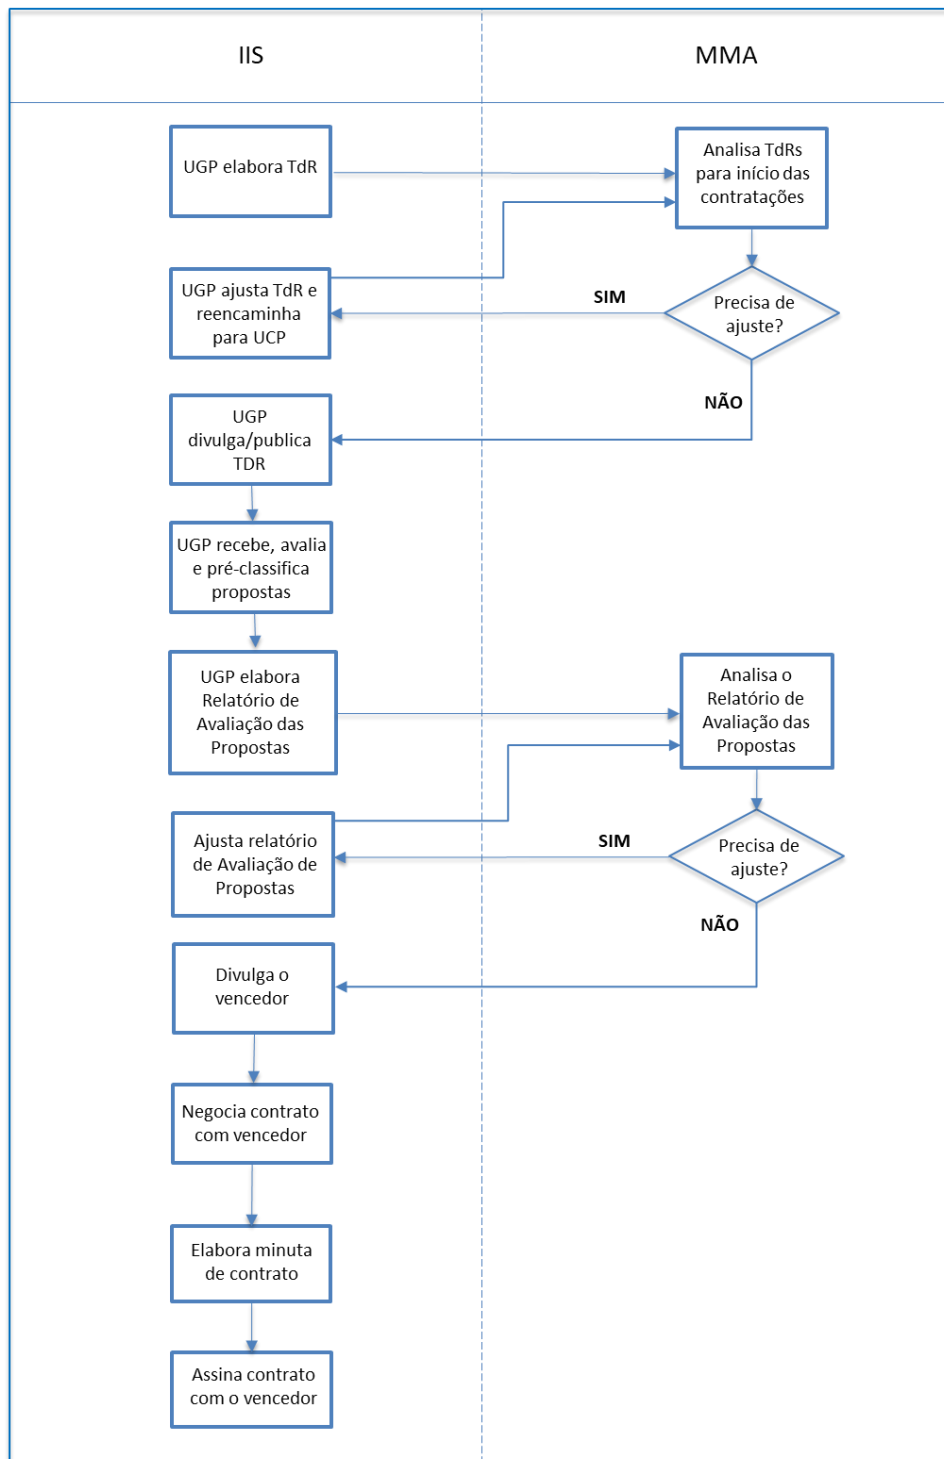 IIS
MMA
UGP elabora TdR
Analisa TdRs
para início das
contratações
UGP ajusta TdR e
reencaminha
para UCP
SIM
Precisa de
ajuste?
NÃO
UGP
divulga/publica
TDR
UGP recebe, avalia
e pré-classifica
propostas
UGP elabora
Relatório de
Avaliação das
Propostas
Analisa o
Relatório de
Avaliação das
Propostas
Ajusta relatório
de Avaliação de
Propostas
SIM
Precisa de
ajuste?
NÃO
Divulga o
vencedor
Negocia contrato
com vencedor
Elabora minuta
de contrato
Assina contrato
com o vencedor